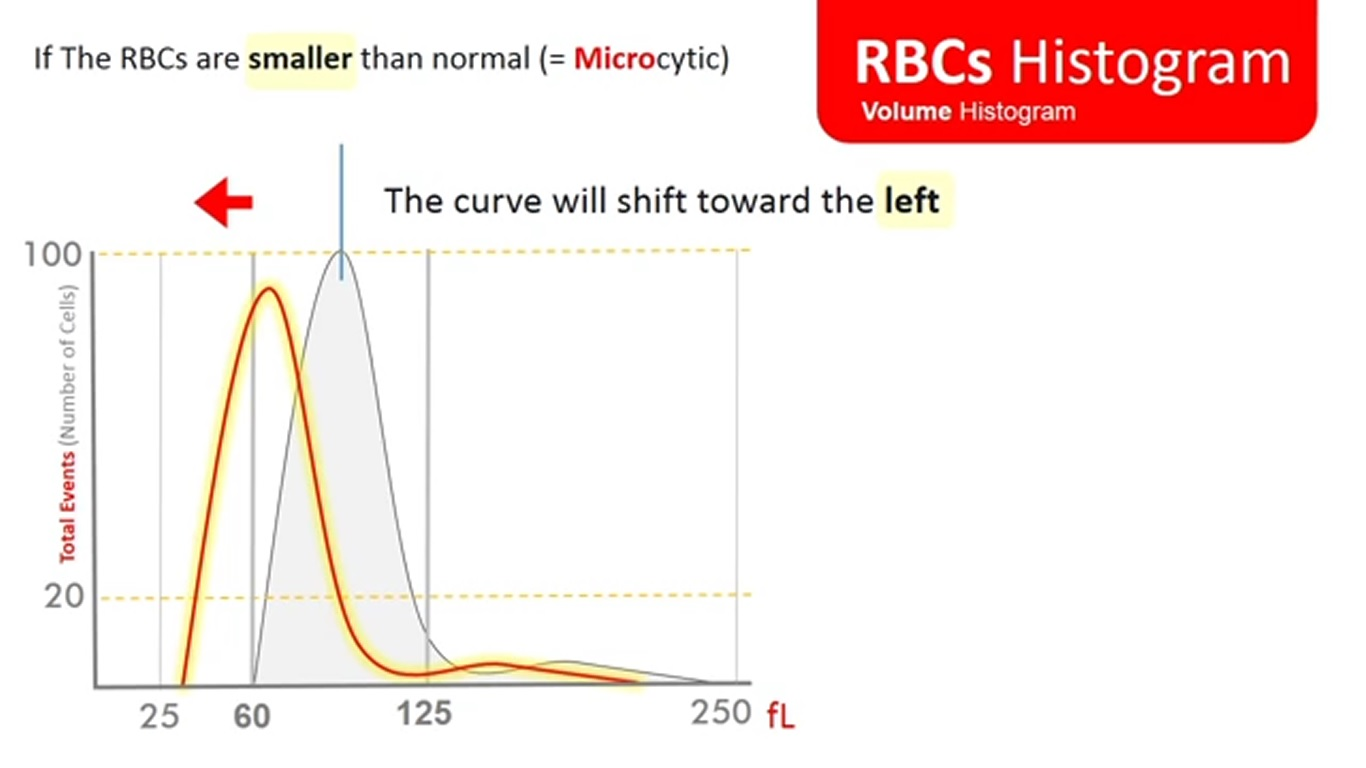 If The RBCs are smaller than normal (= Microcytic)
RBCs Histogram
Volume Histogram
The curve will shift toward the left
100
Total Events (Number of Cells)
20
25
60
125
250
fL